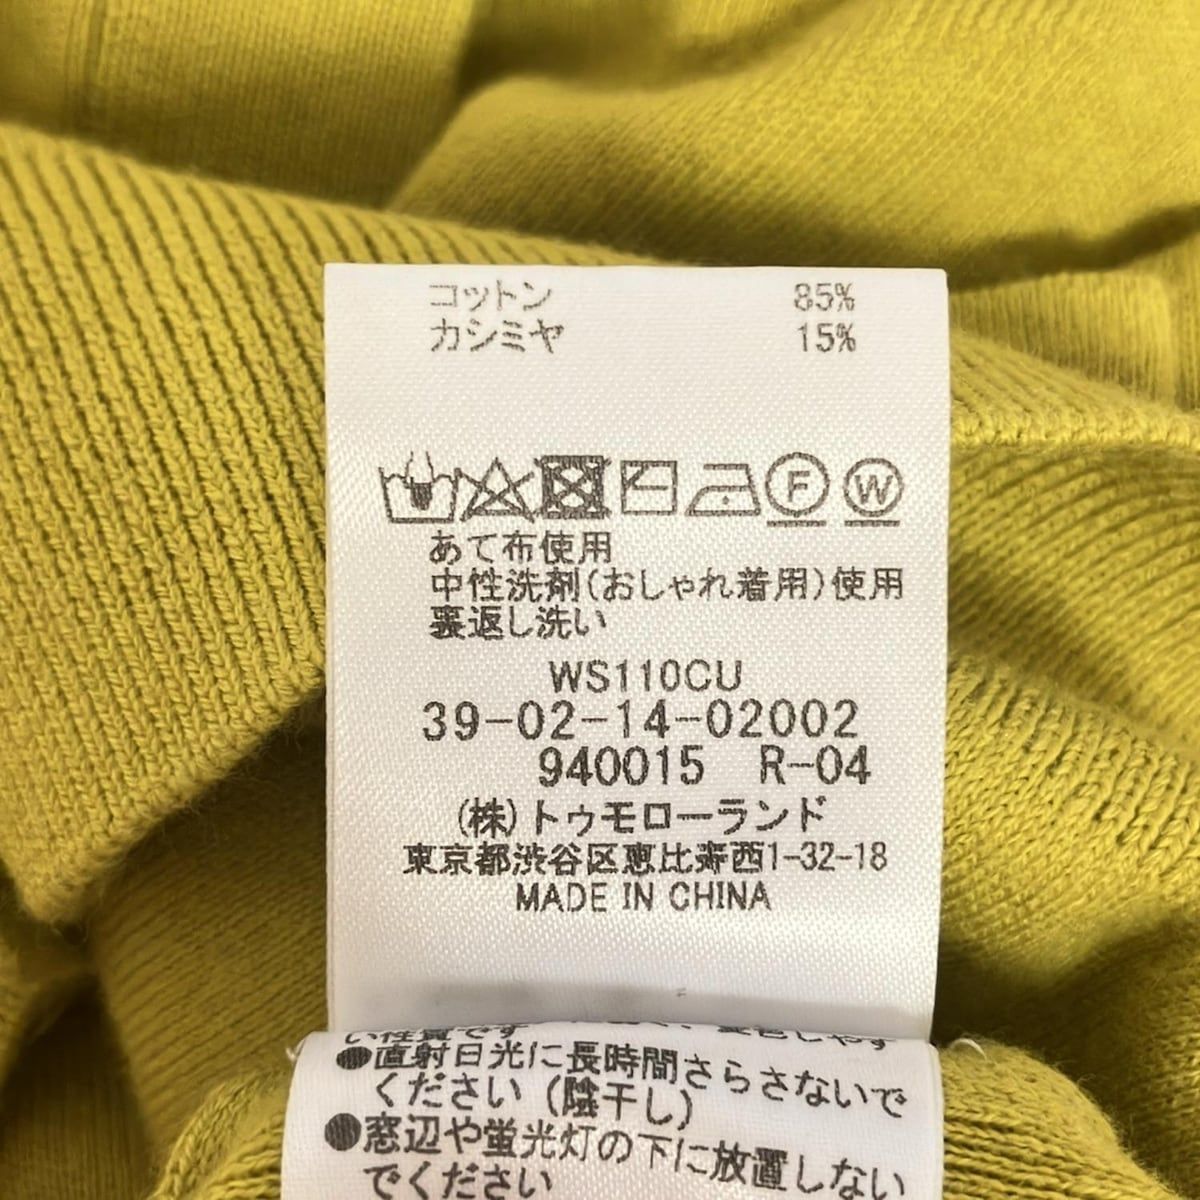 コットン 85%
カシミヤ 15%
F W
あて布使用
中性洗剤(おしゃれ着用)使用
裏返し洗い
WS110CU
39-02-14-02002
940015 R-04
(株)トゥモローランド
東京都渋谷区恵比寿西1-32-18
MADE IN CHINA
い性質です
●直射日光に長時間さらさないで
ください(陰干し)
●窓辺や蛍光灯の下に放置しない
でください